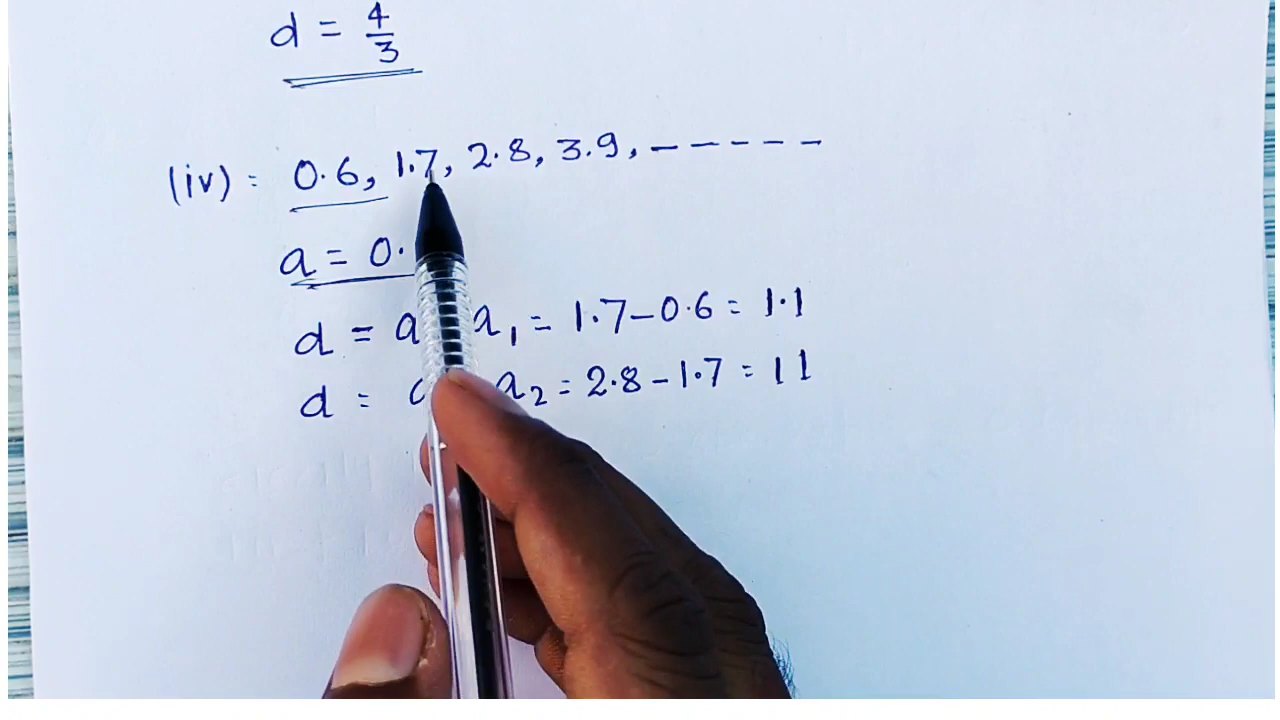 d = 4/3
(iv) : 0.6, 1.7, 2.8, 3.9, -----
a = 0.
d = a a₁ = 1.7-0.6 = 1.1
d = a₂ = 2.8-1.7 = 11